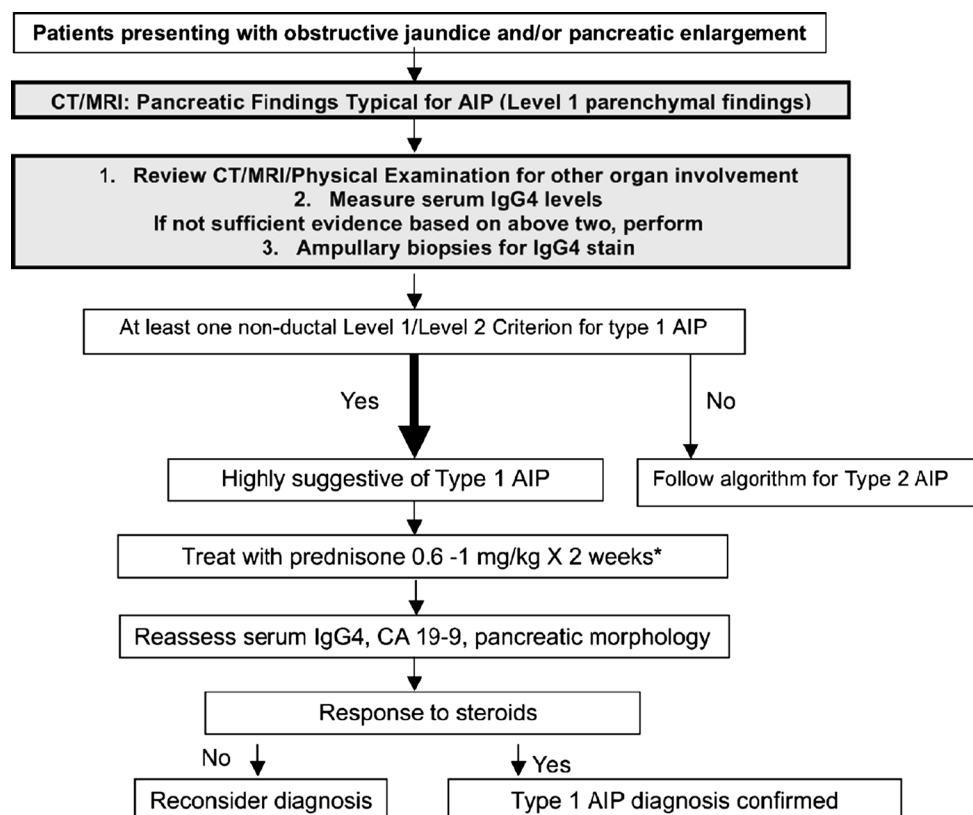 Patients presenting with obstructive jaundice and/or pancreatic enlargement
CT/MRI: Pancreatic Findings Typical for AIP (Level 1 parenchymal findings)
1. Review CT/MRI/Physical Examination for other organ involvement
2. Measure serum IgG4 levels
If not sufficient evidence based on above two, perform
3. Ampullary biopsies for IgG4 stain
At least one non-ductal Level 1/Level 2 Criterion for type 1 AIP
Yes
No
Highly suggestive of Type 1 AIP
Follow algorithm for Type 2 AIP
Treat with prednisone 0.6 -1 mg/kg X 2 weeks*
Reassess serum IgG4, CA 19-9, pancreatic morphology
Response to steroids
No
Yes
Reconsider diagnosis
Type 1 AIP diagnosis confirmed